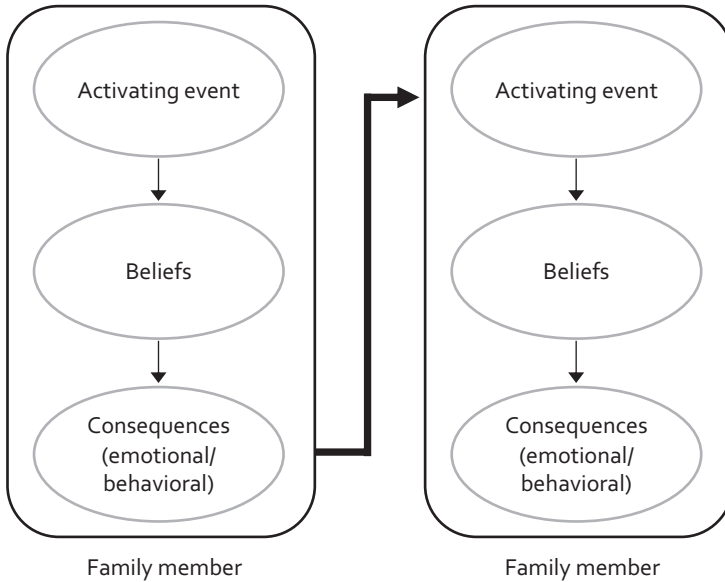 Activating event
Beliefs
Consequences
(emotional/
behavioral)
Family member
Activating event
Beliefs
Consequences
(emotional/
behavioral)
Family member